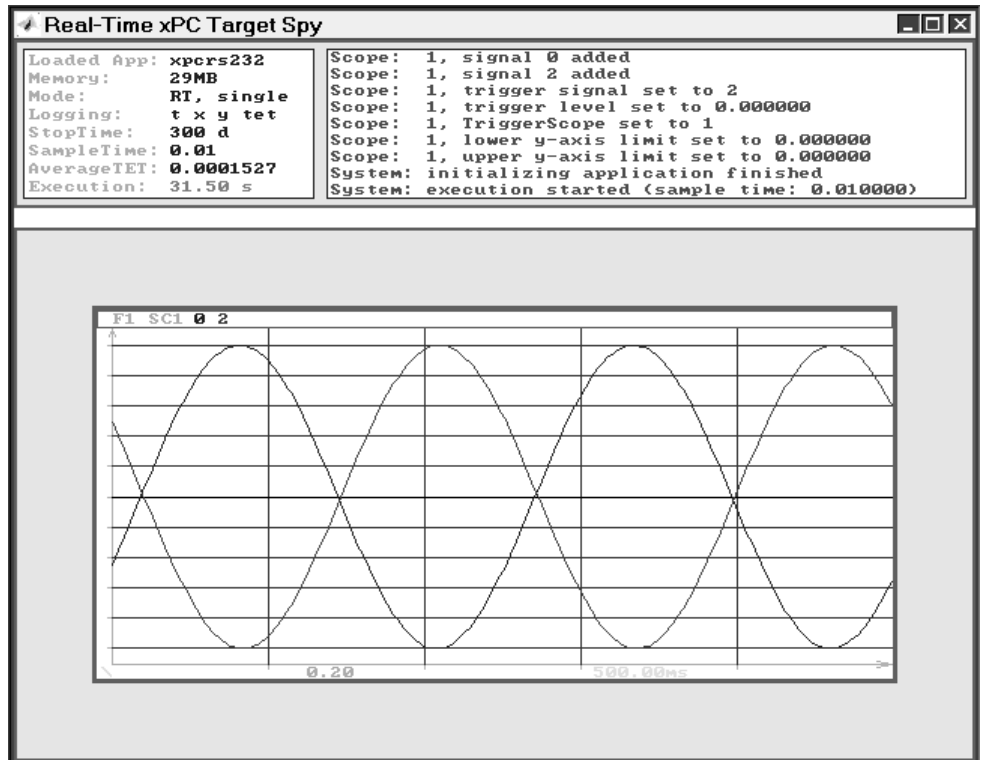 Real-Time xPC Target Spy
Loaded App: xpcrs232
Memory: 29MB
Mode: RT, single
Logging: t x y tet
StopTime: 300 d
SampleTime: 0.01
AverageTET: 0.0001527
Execution: 31.50 s
Scope: 1, signal 0 added
Scope: 1, signal 2 added
Scope: 1, trigger signal set to 2
Scope: 1, trigger level set to 0.000000
Scope: 1, TriggerScope set to 1
Scope: 1, lower y-axis limit set to 0.000000
Scope: 1, upper y-axis limit set to 0.000000
System: initializing application finished
System: execution started (sample time: 0.010000)
F1 SC1 0 2
0.20 500.00ms